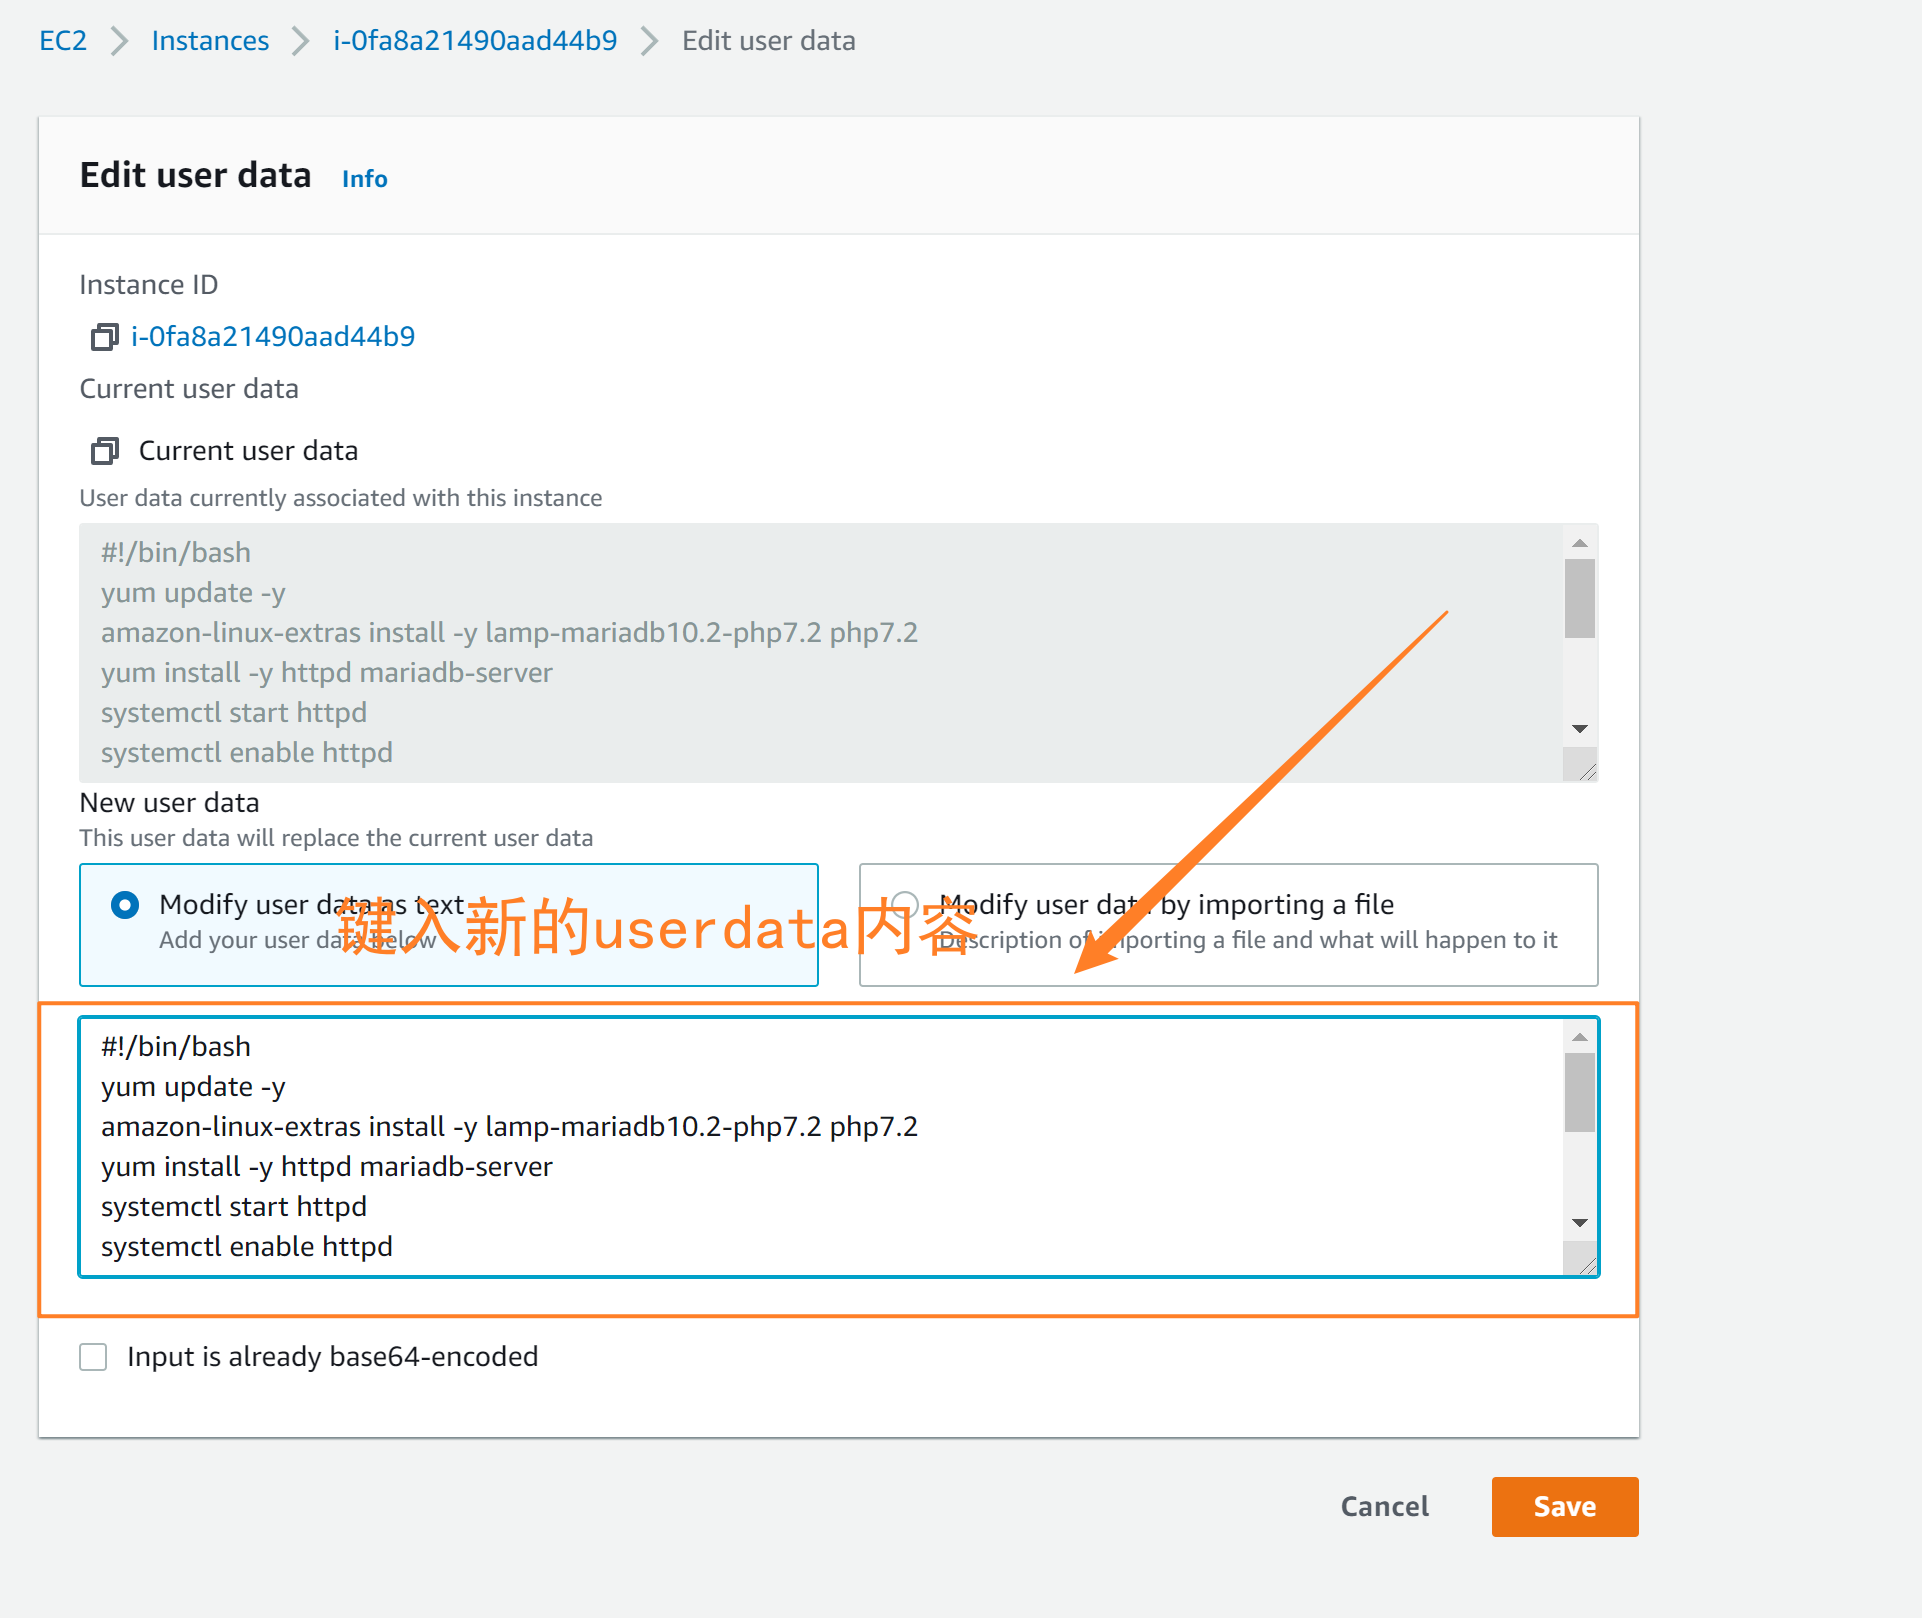 EC2 > Instances > i-0fa8a21490aad44b9 > Edit user data
Edit user data Info
Instance ID
i-0fa8a21490aad44b9
Current user data
Current user data
User data currently associated with this instance
#!/bin/bash
yum update -y
amazon-linux-extras install -y lamp-mariadb10.2-php7.2 php7.2
yum install -y httpd mariadb-server
systemctl start httpd
systemctl enable httpd
New user data
This user data will replace the current user data
Modify user data as text
Add your user data below
Modify user data by importing a file
Description of importing a file and what will happen to it
键入新的userdata内容
#!/bin/bash
yum update -y
amazon-linux-extras install -y lamp-mariadb10.2-php7.2 php7.2
yum install -y httpd mariadb-server
systemctl start httpd
systemctl enable httpd
Input is already base64-encoded
Cancel Save